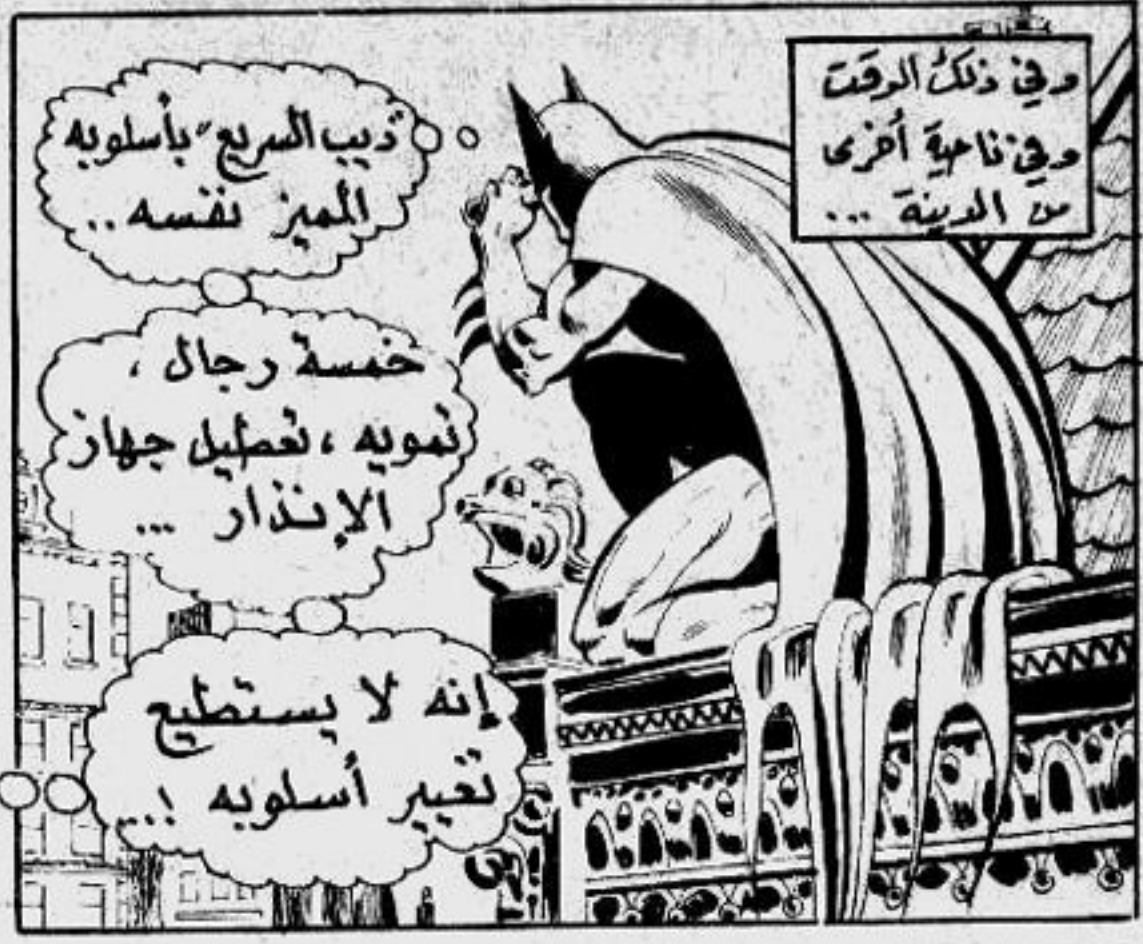 وفي ذلك الوقت
وفي ناحية أخرى
من المدينة ...
"ديب السريع" بأسلوبه
المميز نفسه ..
خمسة رجال ،
تمويه ، تعطيل جهاز
الإنذار ...
إنه لا يستطيع
تغيير أسلوبه !...